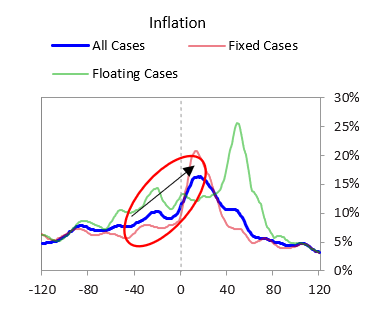 Inflation
All Cases
Fixed Cases
Floating Cases
30%
25%
20%
15%
10%
5%
0%
-120 -80 -40 0 40 80 120